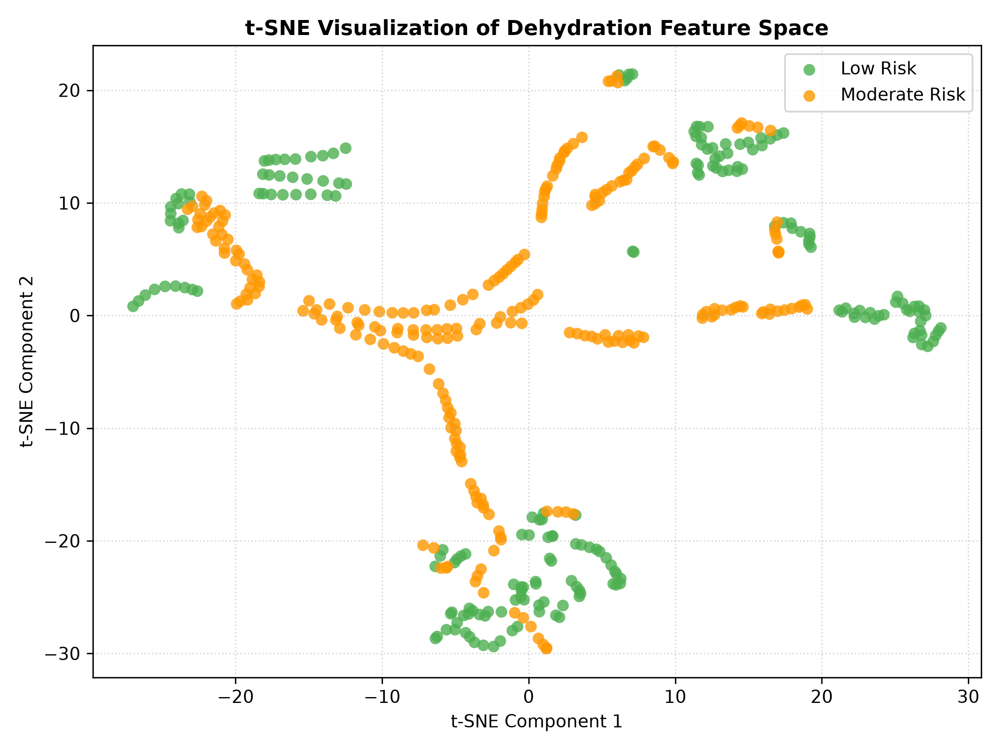 t-SNE Visualization of Dehydration Feature Space
Low Risk
Moderate Risk
20
10
0
−10
−20
−30
t-SNE Component 2
−20
−10
0
10
20
30
t-SNE Component 1